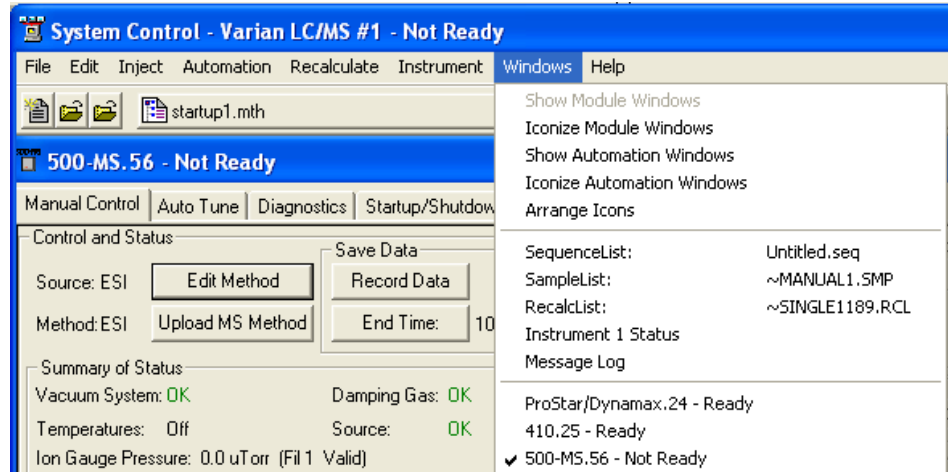 System Control - Varian LC/MS #1 - Not Ready
File Edit Inject Automation Recalculate Instrument Windows Help
startup1.mth
500-MS.56 - Not Ready
Manual Control Auto Tune Diagnostics Startup/Shutdow
Control and Status
Save Data
Source: ESI Edit Method Record Data
Method:ESI Upload MS Method End Time: 10
Summary of Status
Vacuum System: OK Damping Gas: OK
Temperatures: Off Source: OK
Ion Gauge Pressure: 0.0 uTorr (Fil 1 Valid)
Show Module Windows
Iconize Module Windows
Show Automation Windows
Iconize Automation Windows
Arrange Icons
SequenceList: Untitled.seq
SampleList: ~MANUAL1.SMP
RecalcList: ~SINGLE1189.RCL
Instrument 1 Status
Message Log
ProStar/Dynamax.24 - Ready
410.25 - Ready
✓ 500-MS.56 - Not Ready